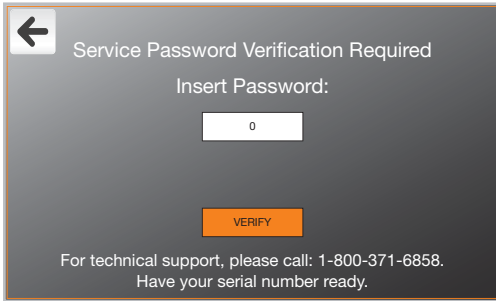 Service Password Verification Required
Insert Password:
0
VERIFY
For technical support, please call: 1-800-371-6858.
Have your serial number ready.